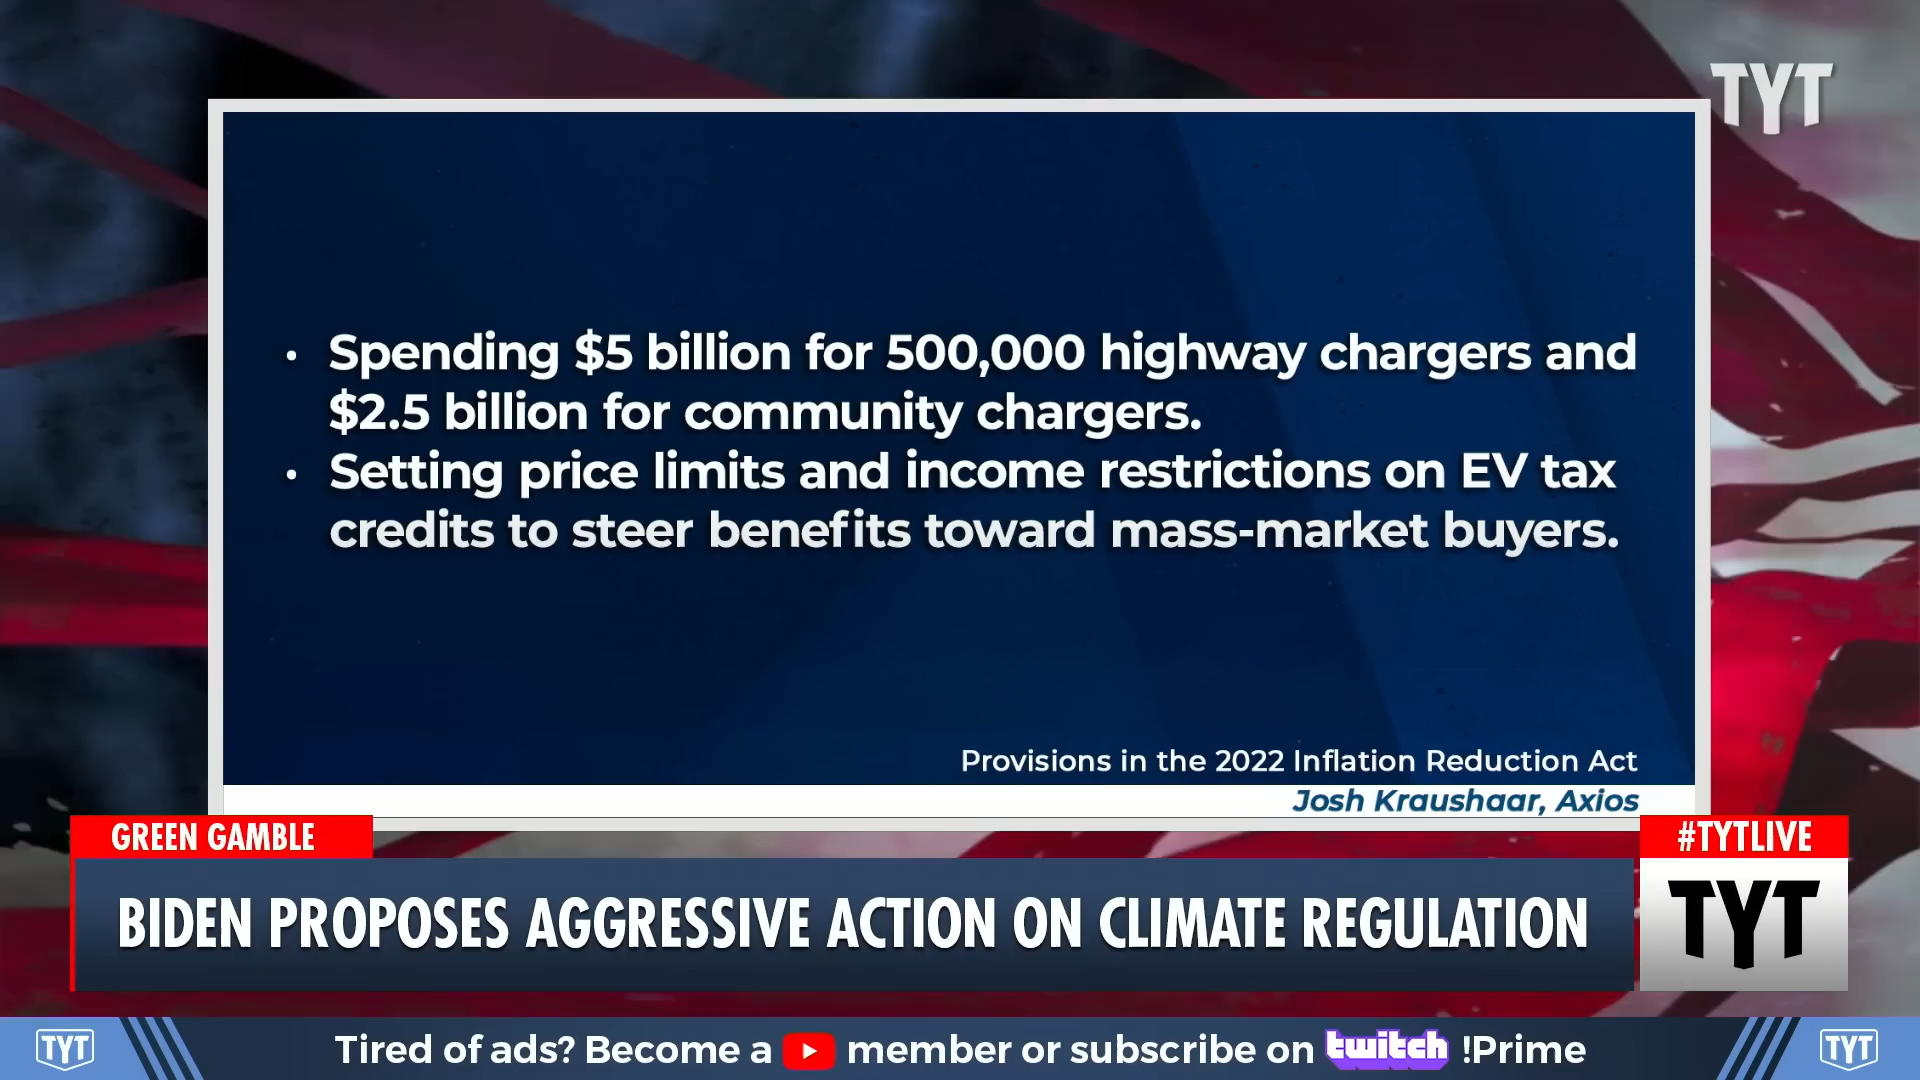 TYT
• Spending $5 billion for 500,000 highway chargers and
$2.5 billion for community chargers.
• Setting price limits and income restrictions on EV tax
credits to steer benefits toward mass-market buyers.
Provisions in the 2022 Inflation Reduction Act
Josh Kraushaar, Axios
GREEN GAMBLE
#TYTLIVE
BIDEN PROPOSES AGGRESSIVE ACTION ON CLIMATE REGULATION
TYT
TYT
Tired of ads? Become a member or subscribe on twitch !Prime
TYT